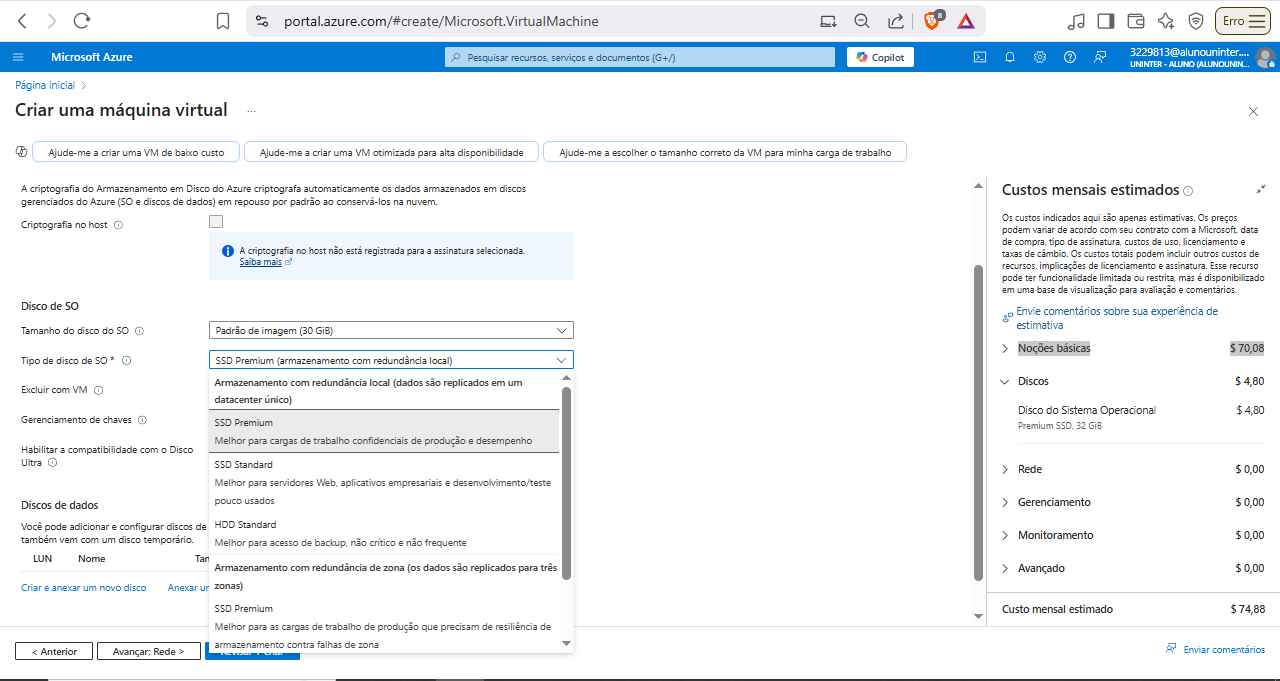 portal.azure.com/#create/Microsoft.VirtualMachine
8
Erro
Microsoft Azure
Pesquisar recursos, serviços e documentos (G+/)
Copilot
3229813@alunouninter....
UNINTER - ALUNO (ALUNOUNIN...
Página inicial
Criar uma máquina virtual
...
Ajude-me a criar uma VM de baixo custo
Ajude-me a criar uma VM otimizada para alta disponibilidade
Ajude-me a escolher o tamanho correto da VM para minha carga de trabalho
A criptografia do Armazenamento em Disco do Azure criptografa automaticamente os dados armazenados em discos
gerenciados do Azure (SO e discos de dados) em repouso por padrão ao conservá-los na nuvem.
Criptografia no host
A criptografia no host não está registrada para a assinatura selecionada.
Saiba mais
Disco de SO
Tamanho do disco do SO
Padrão de imagem (30 GiB)
Tipo de disco de SO *
SSD Premium (armazenamento com redundância local)
Excluir com VM
Gerenciamento de chaves
Habilitar a compatibilidade com o Disco
Ultra
Armazenamento com redundância local (dados são replicados em um
datacenter único)
SSD Premium
Melhor para cargas de trabalho confidenciais de produção e desempenho
SSD Standard
Melhor para servidores Web, aplicativos empresariais e desenvolvimento/teste
pouco usados
HDD Standard
Melhor para acesso de backup, não crítico e não frequente
Armazenamento com redundância de zona (os dados são replicados para três
zonas)
SSD Premium
Melhor para as cargas de trabalho de produção que precisam de resiliência de
armazenamento contra falhas de zona
Discos de dados
Você pode adicionar e configurar discos de
também vem com um disco temporário.
LUN Nome
Criar e anexar um novo disco
< Anterior
Avançar: Rede >
Custos mensais estimados
Os custos indicados aqui são apenas estimativas. Os preços
podem variar de acordo com seu contrato com a Microsoft, data
de compra, tipo de assinatura, custos de uso, licenciamento e
taxas de câmbio. Os custos totais podem incluir outros custos de
recursos, implicações de licenciamento e assinatura. Esse recurso
pode ter funcionalidade limitada ou restrita, mas é disponibilizado
em uma base de visualização para avaliação e comentários.
Envie comentários sobre sua experiência de
estimativa
Noções básicas $ 70,08
Discos $ 4,80
Disco do Sistema Operacional $ 4,80
Premium SSD, 32 GiB
Rede $ 0,00
Gerenciamento $ 0,00
Monitoramento $ 0,00
Avançado $ 0,00
Custo mensal estimado $ 74,88
Enviar comentários